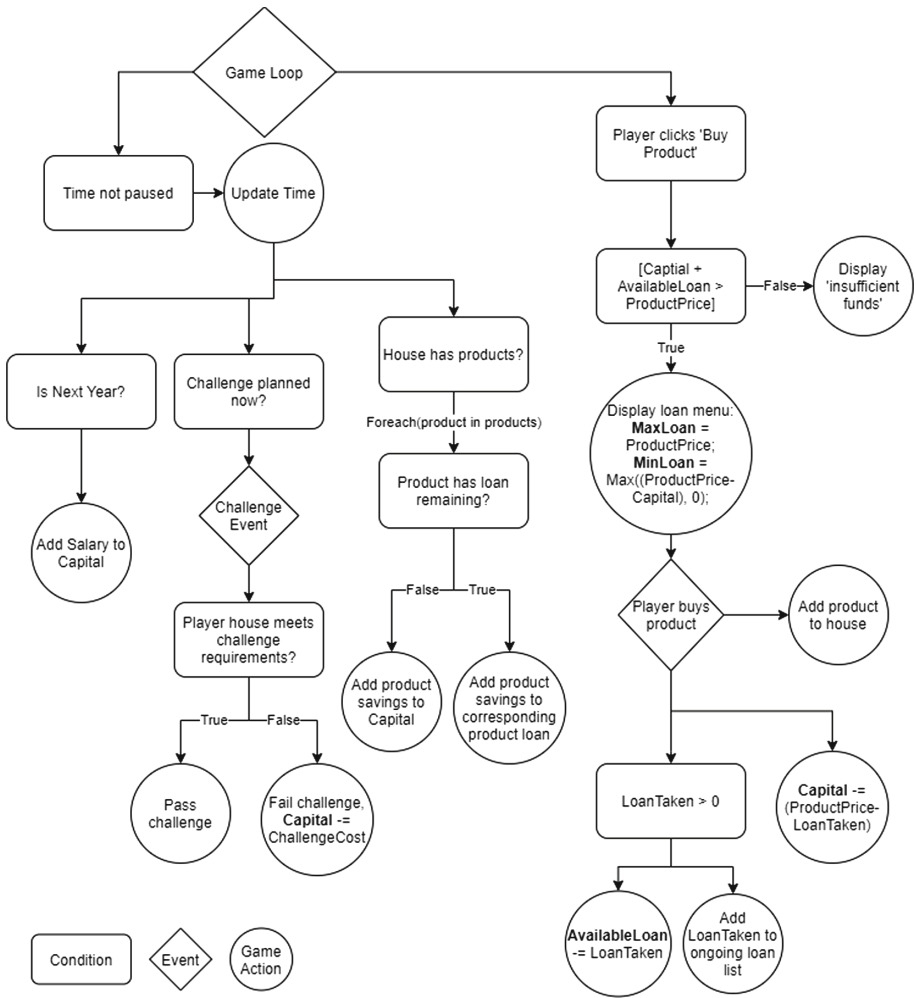 Game Loop
Time not paused
Update Time
Player clicks 'Buy
Product'
[Captial +
AvailableLoan >
ProductPrice]
False
Display
'insufficient
funds'
True
Is Next Year?
Challenge planned
now?
House has products?
Foreach(product in products)
Product has loan
remaining?
Display loan menu:
MaxLoan =
ProductPrice;
MinLoan =
Max((ProductPrice-
Capital), 0);
Add Salary to
Capital
Challenge
Event
Player house meets
challenge
requirements?
False
True
Add product
savings to
Capital
Add product
savings to
corresponding
product loan
Player buys
product
Add product
to house
True
False
Pass
challenge
Fail challenge,
Capital -=
ChallengeCost
LoanTaken > 0
Capital -=
(ProductPrice-
LoanTaken)
AvailableLoan
-= LoanTaken
Add
LoanTaken to
ongoing loan
list
Condition
Event
Game
Action